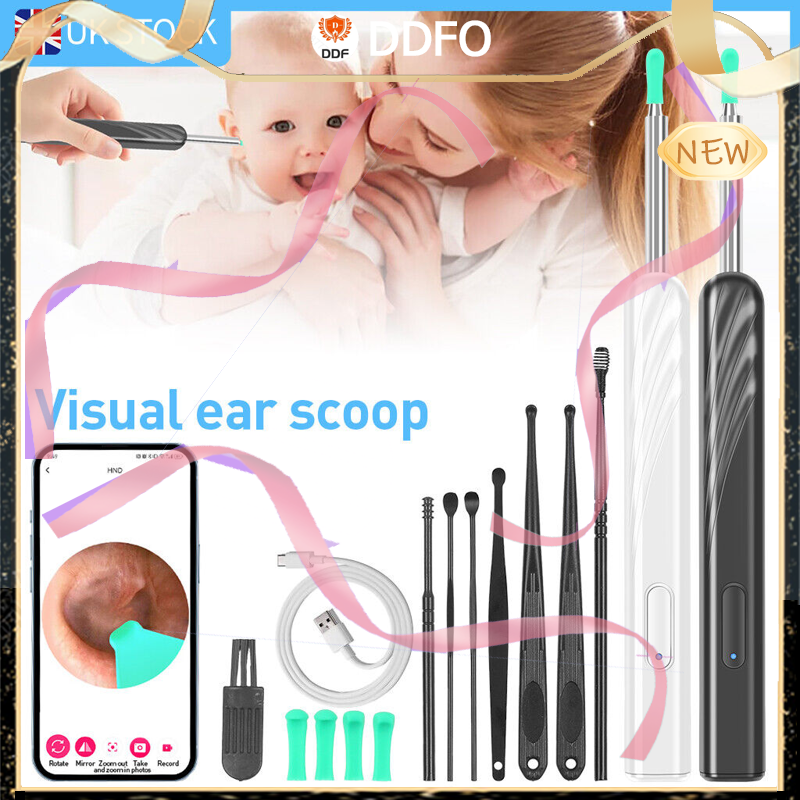 UK STOCK
DDF
DDFO
NEW
Visual ear scoop
HND
Rotate
Mirror
Zoom out
and zoom in
Take
photos
Record